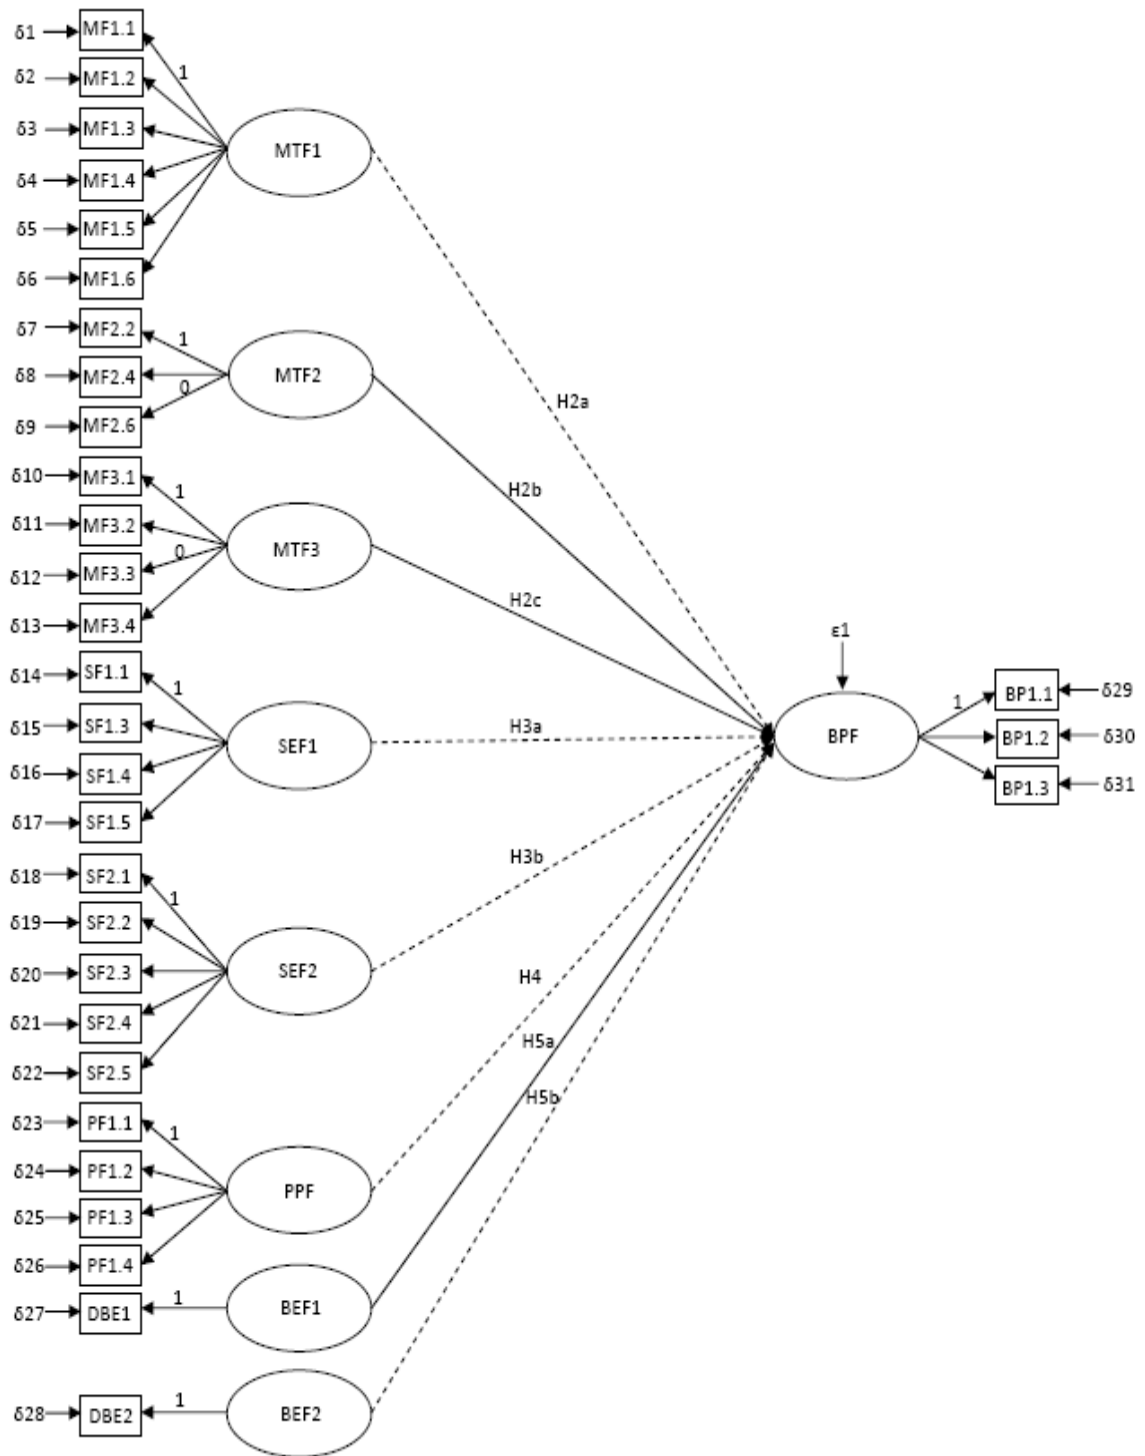 δ1 MF1.1
1
δ2 MF1.2
δ3 MF1.3
MTF1
δ4 MF1.4
δ5 MF1.5
δ6 MF1.6
δ7 MF2.2
1
δ8 MF2.4
MTF2
0
δ9 MF2.6
H2a
δ10 MF3.1
1
H2b
δ11 MF3.2
MTF3
0
δ12 MF3.3
H2c
δ13 MF3.4
ε1
δ14 SF1.1
1
δ15 SF1.3
SEF1
H3a
δ16 SF1.4
δ17 SF1.5
BPF
1
BP1.1 δ29
BP1.2 δ30
BP1.3 δ31
δ18 SF2.1
1
H3b
δ19 SF2.2
δ20 SF2.3
SEF2
H4
δ21 SF2.4
H5a
δ22 SF2.5
H5b
δ23 PF1.1
1
δ24 PF1.2
PPF
δ25 PF1.3
δ26 PF1.4
δ27 DBE1
1
BEF1
δ28 DBE2
1
BEF2